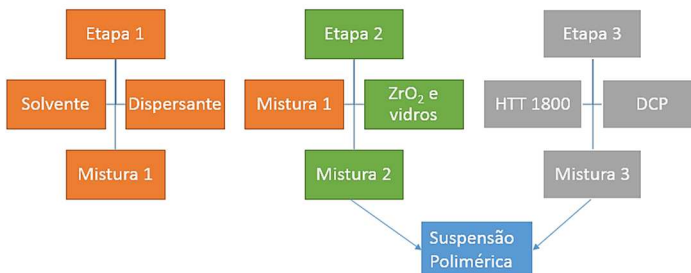 Etapa 1
Solvente
Dispersante
Mistura 1
Etapa 2
Mistura 1
ZrO₂ e
vidros
Mistura 2
Etapa 3
HTT 1800
DCP
Mistura 3
Suspensão
Polimérica